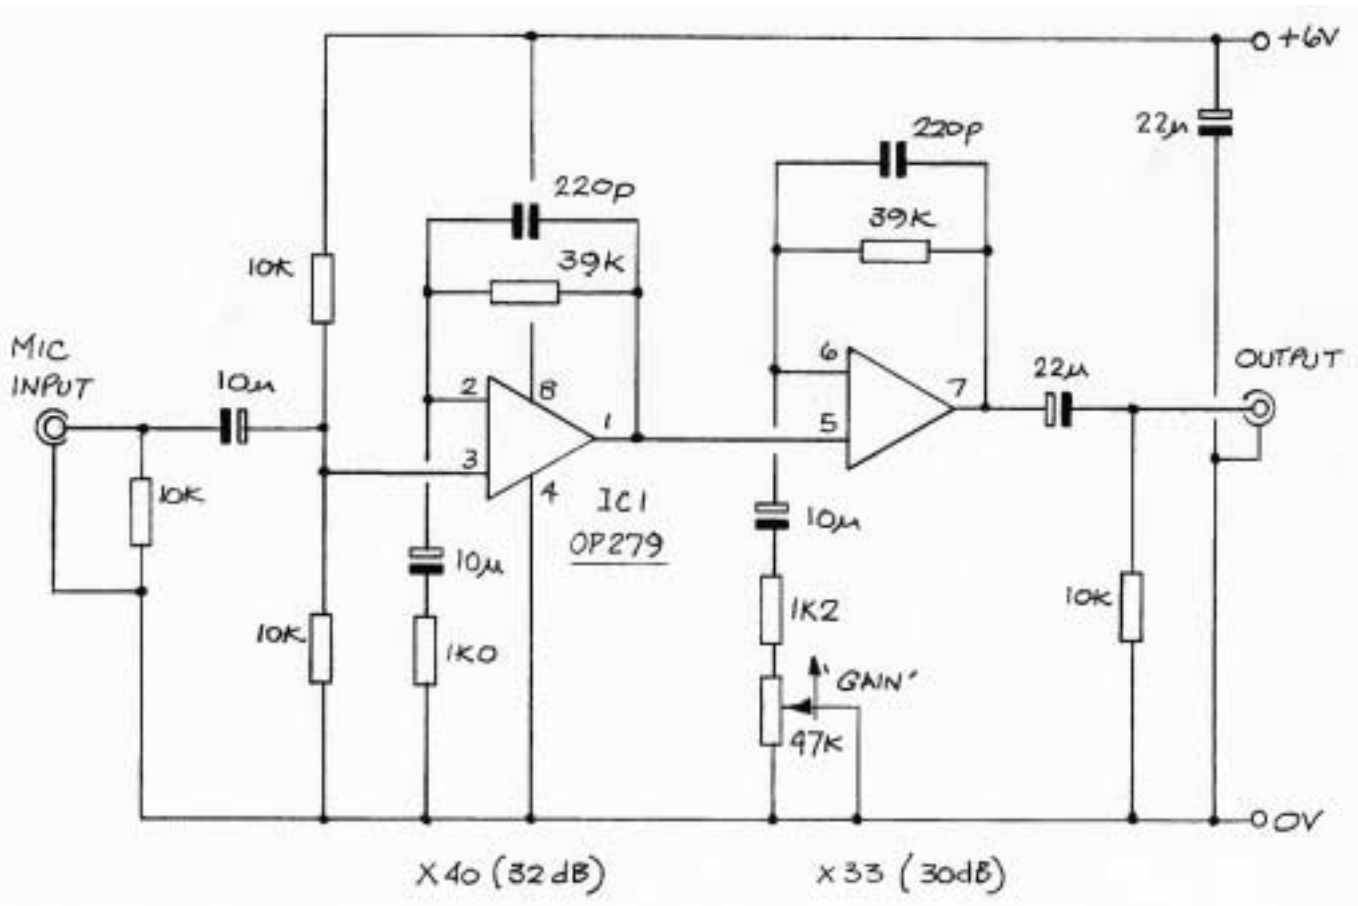 +6V
220p
22µ
220p
39K
10K
39K
MIC
INPUT
10µ
OUTPUT
22µ
6
7
5
2
8
1
3
4
10K
IC1
OP279
10µ
10µ
1K2
10K
10K
1K0
'GAIN'
47K
0V
X40 (32dB)
X33 (30dB)